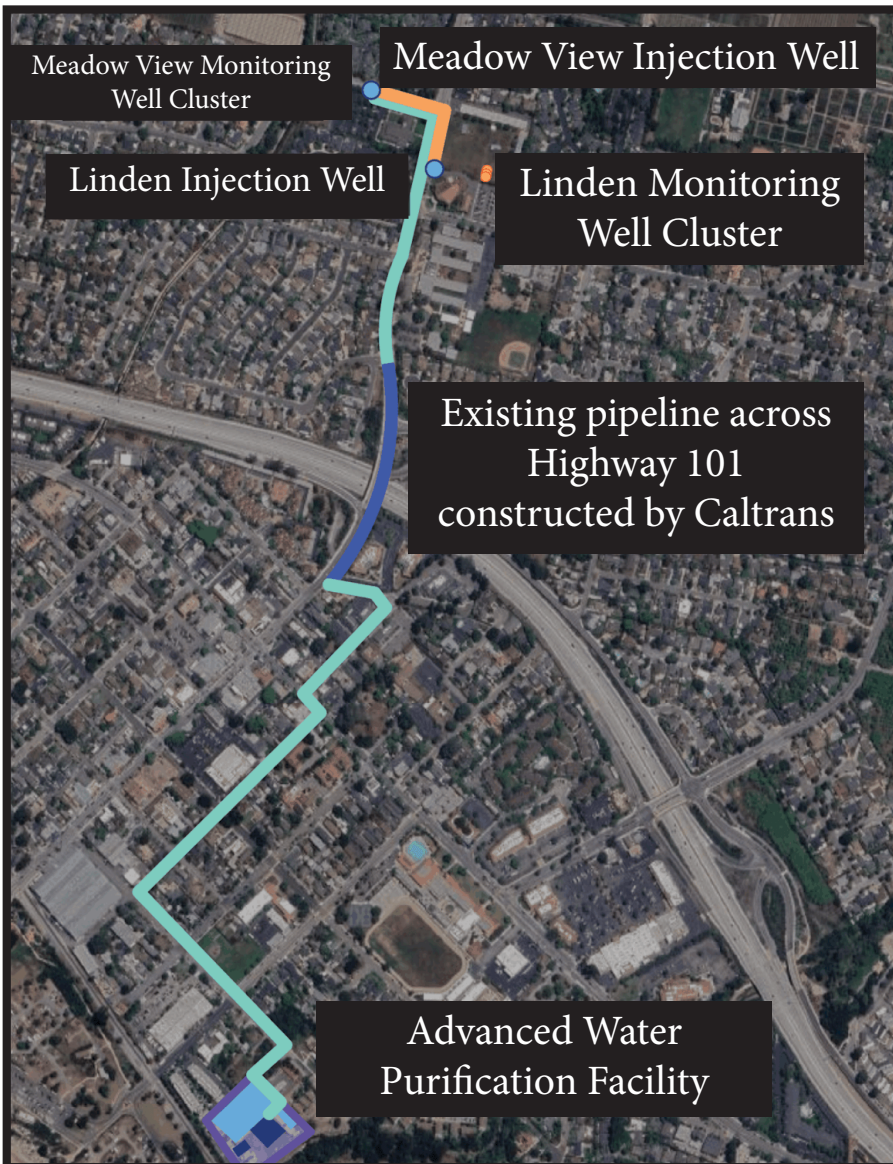 Meadow View Monitoring
Well Cluster
Meadow View Injection Well
Linden Injection Well
Linden Monitoring
Well Cluster
Existing pipeline across
Highway 101
constructed by Caltrans
Advanced Water
Purification Facility